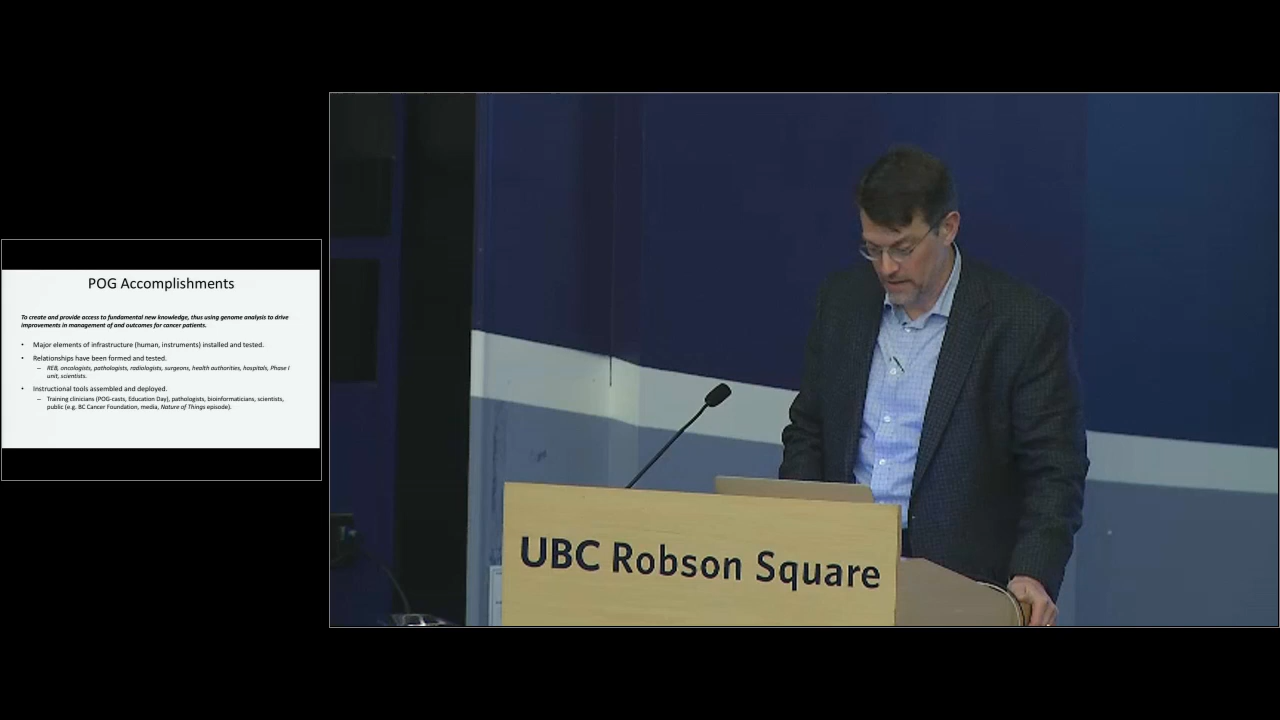 POG Accomplishments
To create and provide access to fundamental new knowledge, thus using genome analysis to drive
improvements in management of and outcomes for cancer patients.
• Major elements of infrastructure (human, instruments) installed and tested.
• Relationships have been formed and tested.
– REB, oncologists, pathologists, radiologists, surgeons, health authorities, hospitals, Phase I
unit, scientists.
• Instructional tools assembled and deployed.
– Training clinicians (POG-casts, Education Day), pathologists, bioinformaticians, scientists,
public (e.g. BC Cancer Foundation, media, Nature of Things episode).
UBC Robson Square